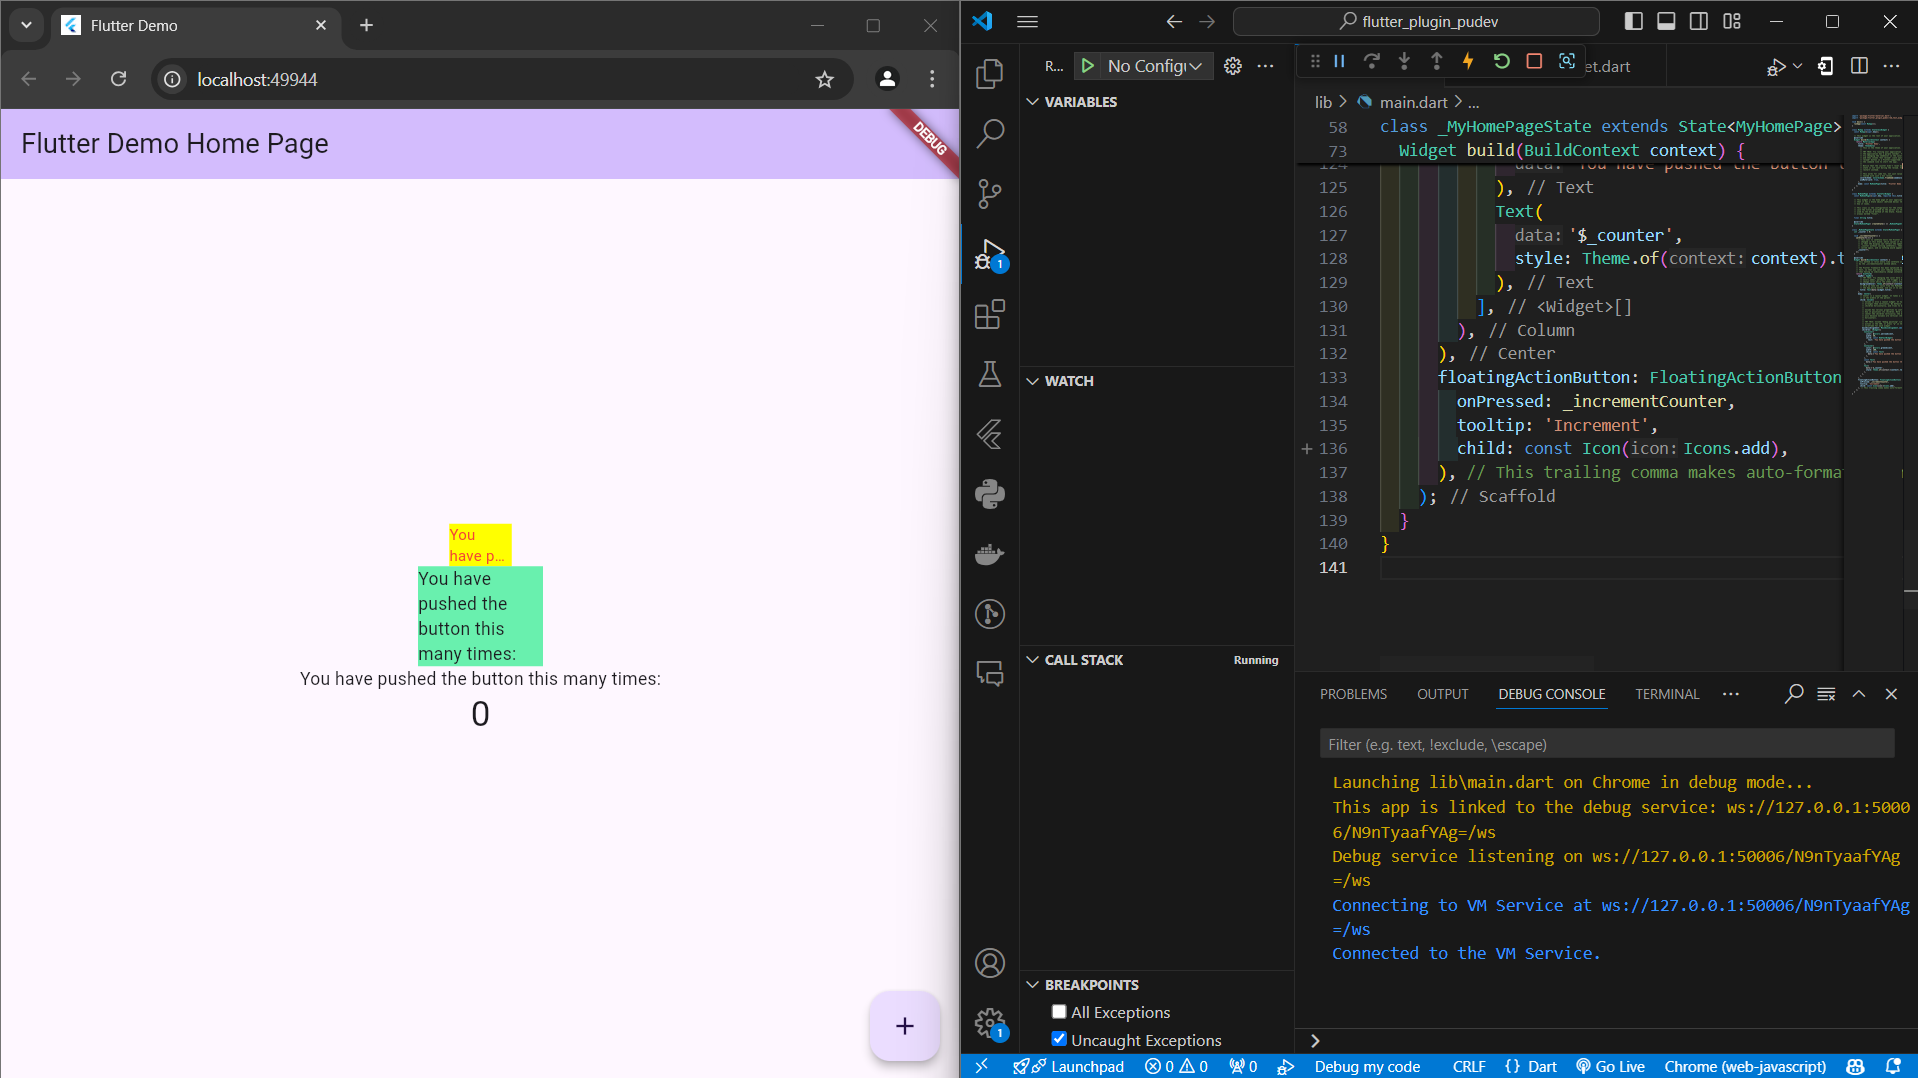 Flutter Demo
localhost:49944
Flutter Demo Home Page
DEBUG
You
have p...
You have
pushed the
button this
many times:
You have pushed the button this many times:
0
+
flutter_plugin_pudev
R...
No Configu
et.dart
VARIABLES
WATCH
CALL STACK
Running
BREAKPOINTS
All Exceptions
Uncaught Exceptions
lib > main.dart > ...
58 class _MyHomePageState extends State<MyHomePage>
73 Widget build(BuildContext context) {
124 data: 'You have pushed the button
125 ), // Text
126 Text(
127 data: '$_counter',
128 style: Theme.of(context: context).t
129 ), // Text
130 ], // <Widget>[]
131 ), // Column
132 ), // Center
133 floatingActionButton: FloatingActionButton
134 onPressed: _incrementCounter,
135 tooltip: 'Increment',
136 child: const Icon(icon: Icons.add),
137 ), // This trailing comma makes auto-forma
138 ); // Scaffold
139 }
140 }
141
PROBLEMS OUTPUT DEBUG CONSOLE TERMINAL ...
Filter (e.g. text, !exclude, \escape)
Launching lib\main.dart on Chrome in debug mode...
This app is linked to the debug service: ws://127.0.0.1:5000
6/N9nTyaafYAg=/ws
Debug service listening on ws://127.0.0.1:50006/N9nTyaafYAg
=/ws
Connecting to VM Service at ws://127.0.0.1:50006/N9nTyaafYAg
=/ws
Connected to the VM Service.
1
1
Launchpad 0 0 0 Debug my code CRLF {} Dart Go Live Chrome (web-javascript)